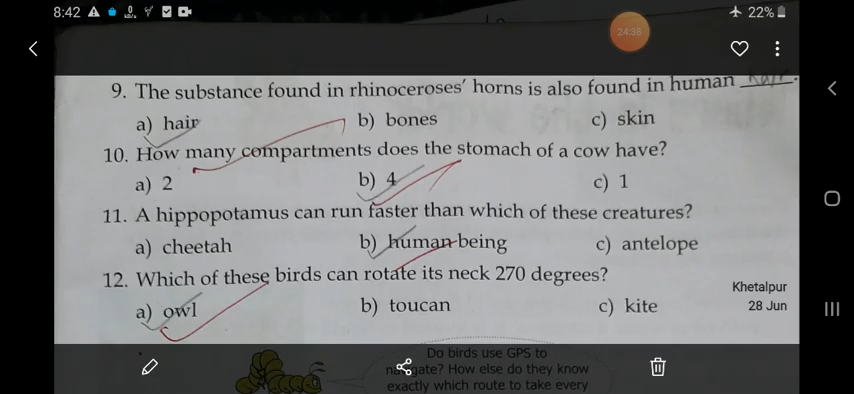 8:42
22%
24:38
9. The substance found in rhinoceroses' horns is also found in human hair.
a) hair b) bones c) skin
10. How many compartments does the stomach of a cow have?
a) 2 b) 4 c) 1
11. A hippopotamus can run faster than which of these creatures?
a) cheetah b) human being c) antelope
12. Which of these birds can rotate its neck 270 degrees?
a) owl b) toucan c) kite
Khetalpur
28 Jun
Do birds use GPS to
navigate? How else do they know
exactly which route to take every